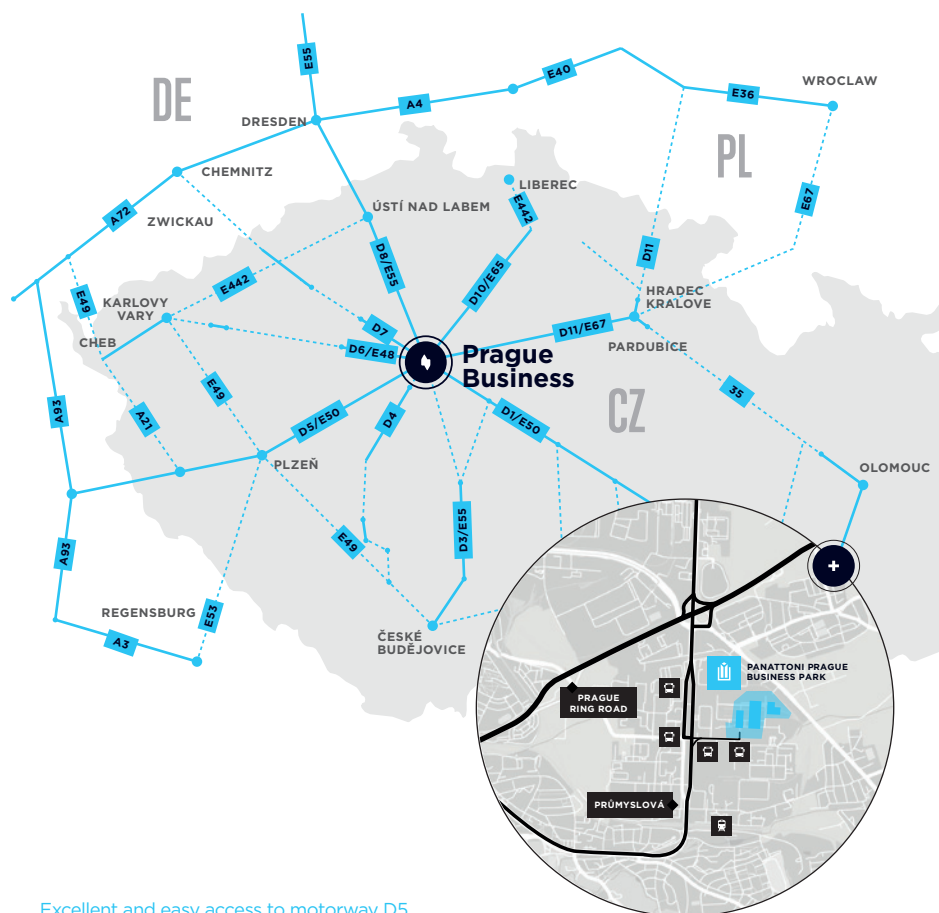 E55
E40
DE
A4
E36
WROCLAW
DRESDEN
PL
CHEMNITZ
LIBEREC
E67
A72
ZWICKAU
ÚSTÍ NAD LABEM
E442
D8/E55
D11
E442
D10/E65
E49
KARLOVY
VARY
HRADEC
KRALOVE
D7
D11/E67
CHEB
D6/E48
PARDUBICE
Prague
Business
E49
35
A93
CZ
A21
D5/E50
D4
D1/E50
PLZEŇ
OLOMOUC
A93
E49
D3/E55
REGENSBURG
E53
A3
ČESKÉ
BUDĚJOVICE
PANATTONI PRAGUE
BUSINESS PARK
PRAGUE
RING ROAD
PRŮMYSLOVÁ
Excellent and easy access to motorway D5